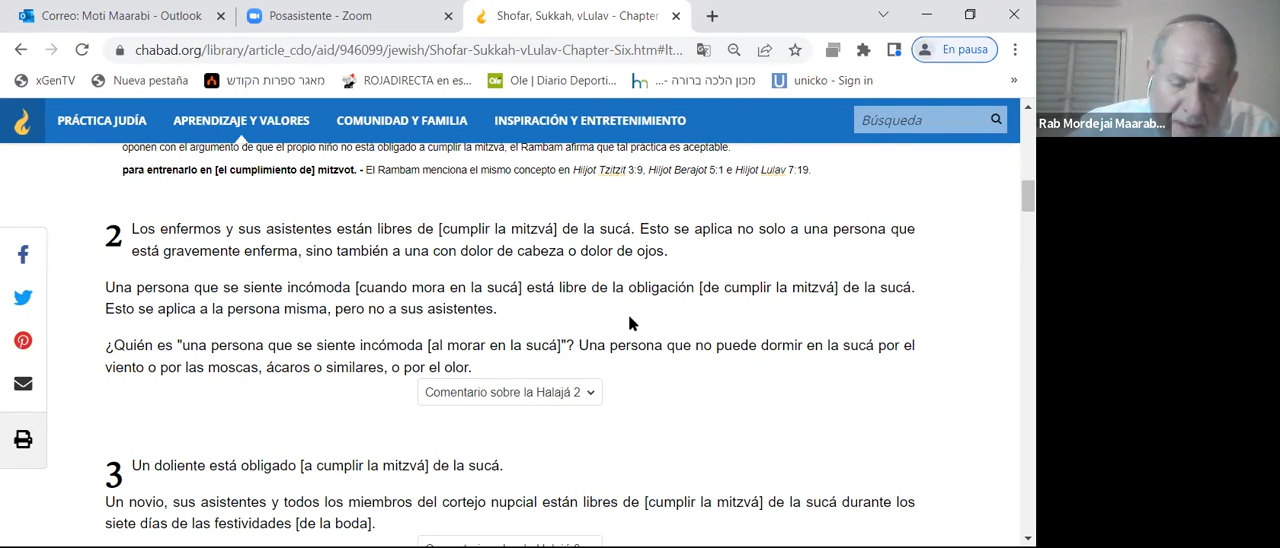 Correo: Moti Maarabi - Outlook
Posasistente - Zoom
Shofar, Sukkah, vLulav - Chapter
chabad.org/library/article_cdo/aid/946099/jewish/Shofar-Sukkah-vLulav-Chapter-Six.htm#It...
En pausa
xGenTV
Nueva pestaña
מאגר ספרות הקודש
ROJADIRECTA en es...
Ole | Diario Deporti...
מכון הלכה ברורה -...
unicko - Sign in
»
PRÁCTICA JUDÍA
APRENDIZAJE Y VALORES
COMUNIDAD Y FAMILIA
INSPIRACIÓN Y ENTRETENIMIENTO
Búsqueda
Rab Mordejai Maarab...
oponen con el argumento de que el propio niño no está obligado a cumplir la mitzvá, el Rambam afirma que tal práctica es aceptable.
para entrenarlo en [el cumplimiento de] mitzvot. - El Rambam menciona el mismo concepto en Hiljot Tzitzit 3:9, Hiljot Berajot 5:1 e Hiljot Lulav 7:19.
2 Los enfermos y sus asistentes están libres de [cumplir la mitzvá] de la sucá. Esto se aplica no solo a una persona que
está gravemente enferma, sino también a una con dolor de cabeza o dolor de ojos.
Una persona que se siente incómoda [cuando mora en la sucá] está libre de la obligación [de cumplir la mitzvá] de la sucá.
Esto se aplica a la persona misma, pero no a sus asistentes.
¿Quién es "una persona que se siente incómoda [al morar en la sucá]"? Una persona que no puede dormir en la sucá por el
viento o por las moscas, ácaros o similares, o por el olor.
Comentario sobre la Halajá 2
3 Un doliente está obligado [a cumplir la mitzvá] de la sucá.
Un novio, sus asistentes y todos los miembros del cortejo nupcial están libres de [cumplir la mitzvá] de la sucá durante los
siete días de las festividades [de la boda].